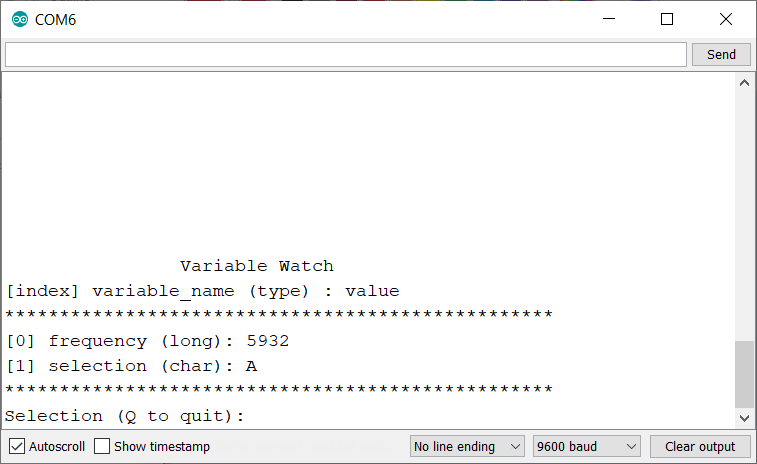 COM6
Send
Variable Watch
[index] variable_name (type) : value
**************************************************
[0] frequency (long): 5932
[1] selection (char): A
**************************************************
Selection (Q to quit):
Autoscroll Show timestamp No line ending 9600 baud Clear output